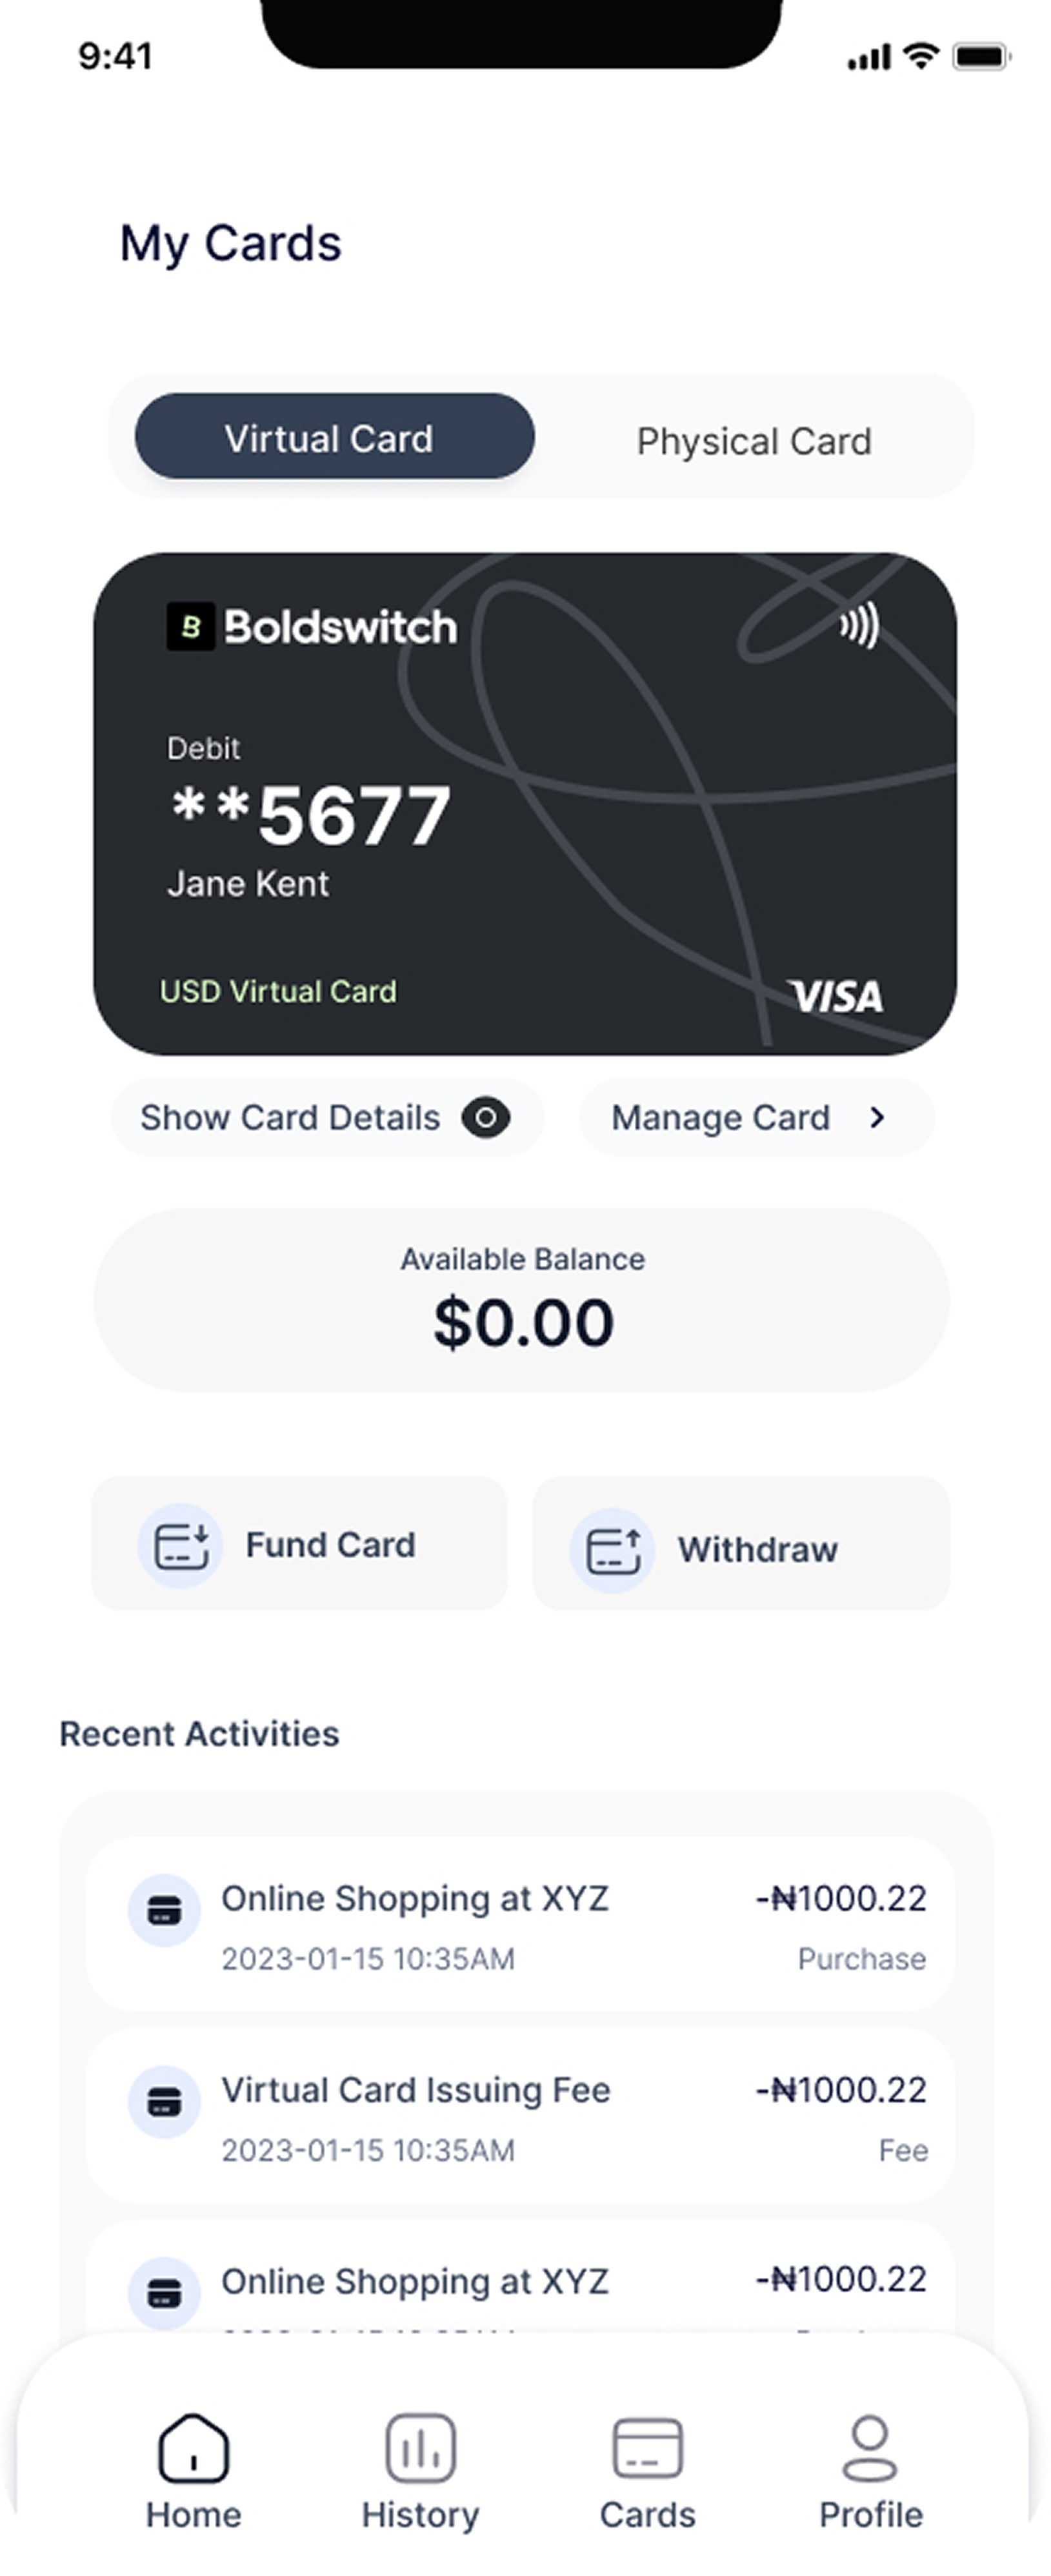 9:41
My Cards
Virtual Card Physical Card
B Boldswitch
Debit
**5677
Jane Kent
USD Virtual Card VISA
Show Card Details Manage Card
Available Balance
$0.00
Fund Card Withdraw
Recent Activities
Online Shopping at XYZ -₦1000.22
2023-01-15 10:35AM Purchase
Virtual Card Issuing Fee -₦1000.22
2023-01-15 10:35AM Fee
Online Shopping at XYZ -₦1000.22
Home History Cards Profile